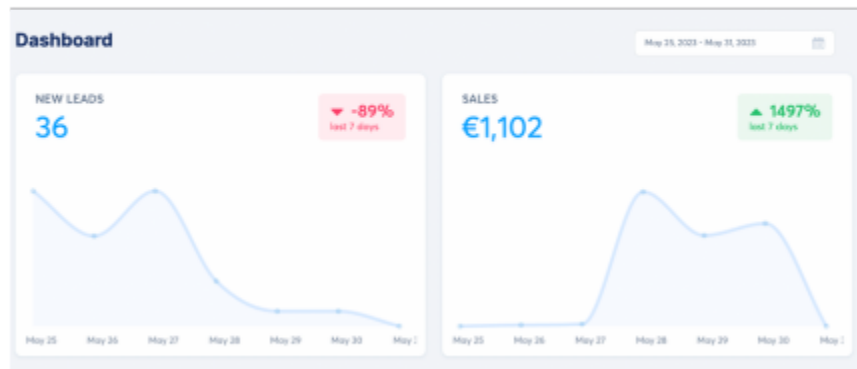 Dashboard
May 25, 2023 - May 31, 2023
NEW LEADS
36
-89%
last 7 days
May 25 May 26 May 27 May 28 May 29 May 30 May
SALES
€1,102
1497%
last 7 days
May 25 May 26 May 27 May 28 May 29 May 30 May